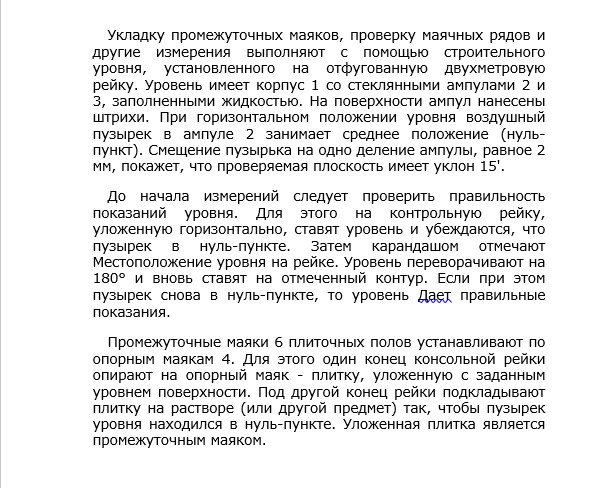 Укладку промежуточных маяков, проверку маячных рядов и
другие измерения выполняют с помощью строительного
уровня, установленного на отфугованную двухметровую
рейку. Уровень имеет корпус 1 со стеклянными ампулами 2 и
3, заполненными жидкостью. На поверхности ампул нанесены
штрихи. При горизонтальном положении уровня воздушный
пузырек в ампуле 2 занимает среднее положение (нуль-
пункт). Смещение пузырька на одно деление ампулы, равное 2
мм, покажет, что проверяемая плоскость имеет уклон 15'.
До начала измерений следует проверить правильность
показаний уровня. Для этого на контрольную рейку,
уложенную горизонтально, ставят уровень и убеждаются, что
пузырек в нуль-пункте. Затем карандашом отмечают
Местоположение уровня на рейке. Уровень переворачивают на
180° и вновь ставят на отмеченный контур. Если при этом
пузырек снова в нуль-пункте, то уровень Дает правильные
показания.
Промежуточные маяки 6 плиточных полов устанавливают по
опорным маякам 4. Для этого один конец консольной рейки
опирают на опорный маяк - плитку, уложенную с заданным
уровнем поверхности. Под другой конец рейки подкладывают
плитку на растворе (или другой предмет) так, чтобы пузырек
уровня находился в нуль-пункте. Уложенная плитка является
промежуточным маяком.